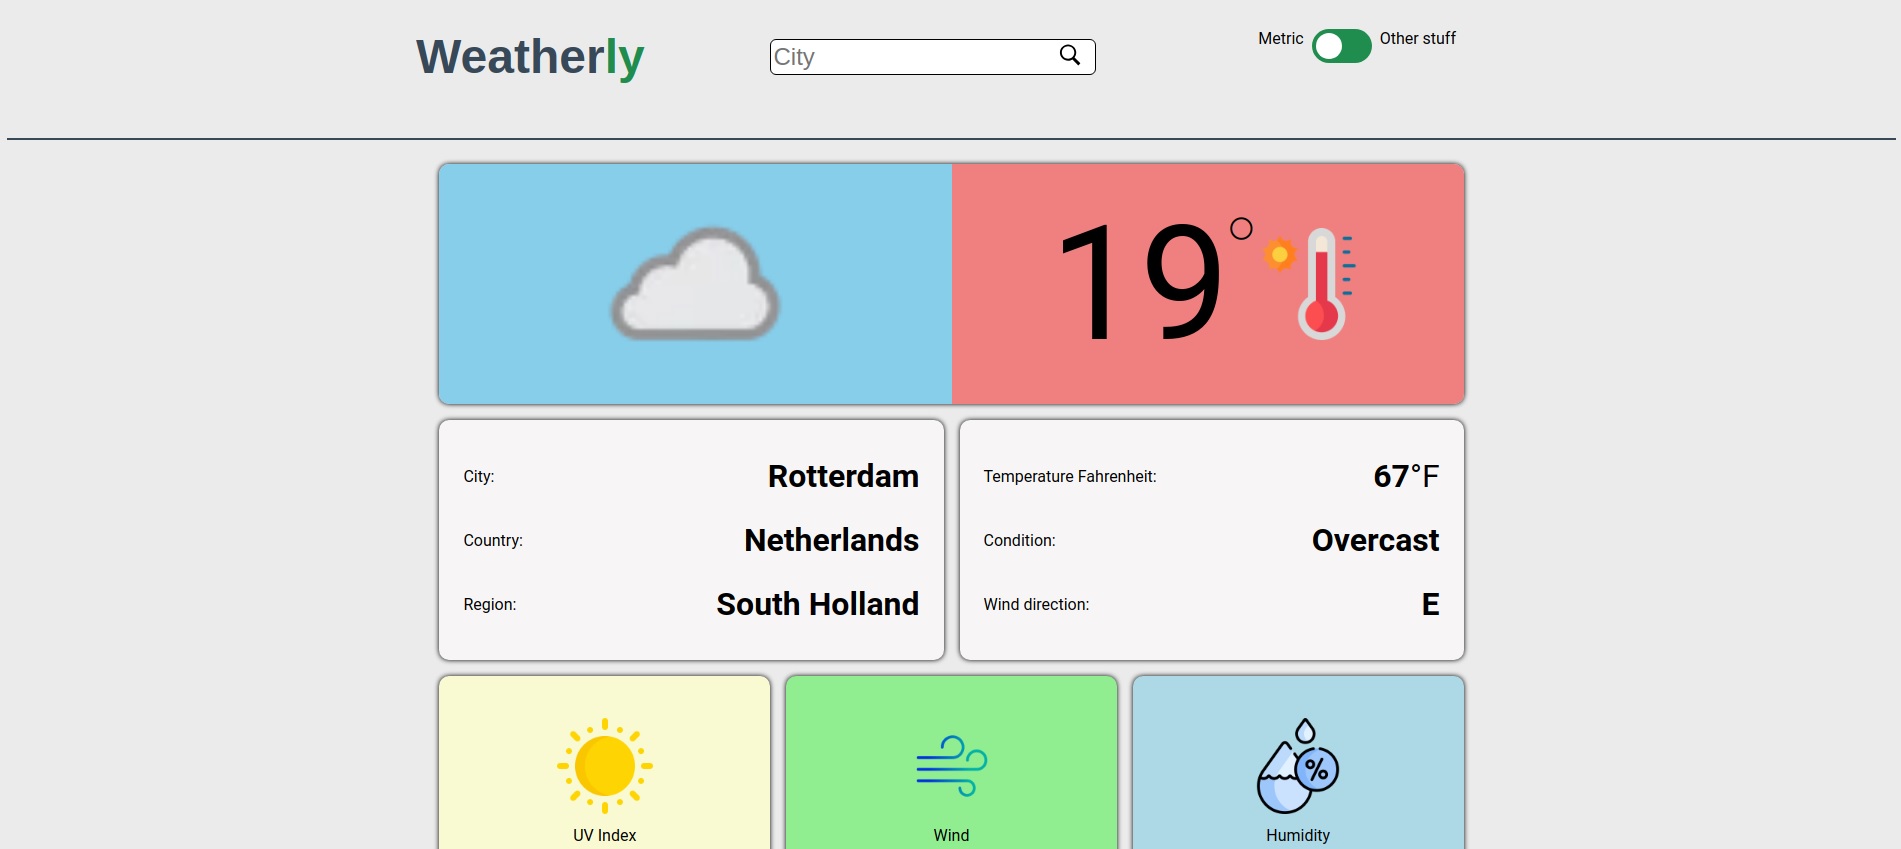 Weatherly
City
Metric
Other stuff
19°
City: Rotterdam
Country: Netherlands
Region: South Holland
Temperature Fahrenheit: 67°F
Condition: Overcast
Wind direction: E
%
UV Index
Wind
Humidity